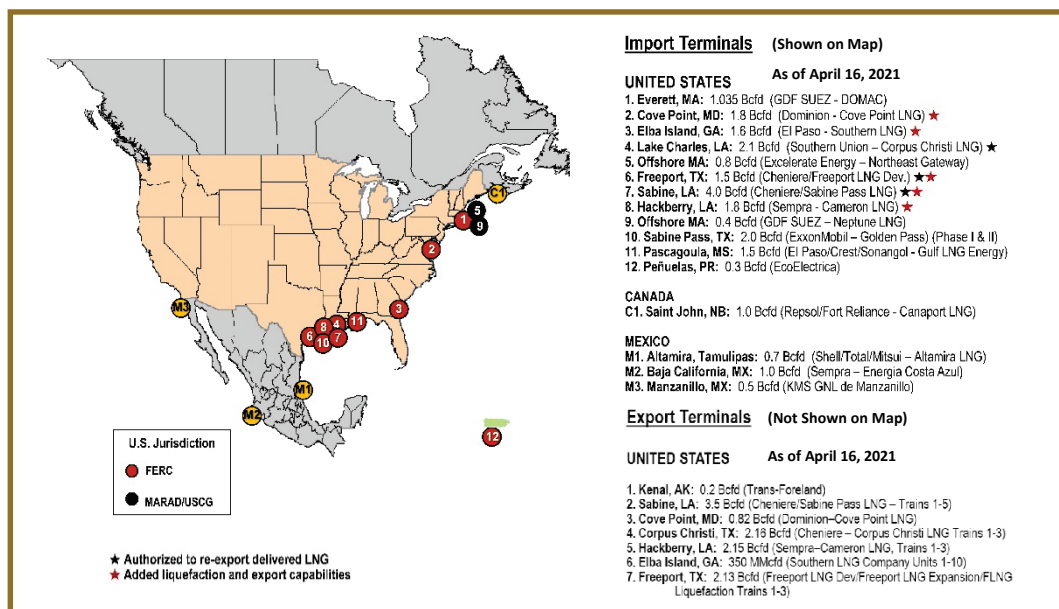 C1
5
1
9
2
M3
3
8
4
11
6
7
10
M1
M2
12
U.S. Jurisdiction
FERC
MARAD/USCG
★ Authorized to re-export delivered LNG
★ Added liquefaction and export capabilities
Import Terminals (Shown on Map)
UNITED STATES As of April 16, 2021
1. Everett, MA: 1.035 Bcfd (GDF SUEZ - DOMAC)
2. Cove Point, MD: 1.8 Bcfd (Dominion - Cove Point LNG) ★
3. Elba Island, GA: 1.6 Bcfd {El Paso - Southern LNG) ★
4. Lake Charles, LA: 2.1 Bcfd {Southern Union – Corpus Christi LNG) ★
5. Offshore MA: 0.8 Bcfd (Excelerate Energy – Northeast Gateway)
6. Freeport, TX: 1.5 Bcfd (Cheniere/Freeport LNG Dev.) ★★
7. Sabine, LA: 4.0 Bcfd (Cheniere/Sabine Pass LNG) ★★
8. Hackberry, LA: 1.8 Bcfd (Sempra - Cameron LNG) ★
9. Offshore MA: 0.4 Bcfd (GDF SUEZ – Neptune LNG)
10. Sabine Pass, TX: 2.0 Bcfd (ExxonMobil – Golden Pass) {Phase I & II)
11. Pascagoula, MS: 1.5 Bcfd (El Paso/Crest/Sonangol - Gulf LNG Energy)
12. Peñuelas, PR: 0.3 Bcfd (EcoElectrica)
CANADA
C1. Saint John, NB: 1.0 Bcfd (Repsol/Fort Reliance - Canaport LNG)
MEXICO
M1. Altamira, Tamulipas: 0.7 Bcfd (Shell/Total/Mitsui – Altamira LNG)
M2. Baja California, MX: 1.0 Bcfd (Sempra – Energia Costa Azul)
M3. Manzanillo, MX: 0.5 Bcfd (KMS GNL de Manzanillo)
Export Terminals (Not Shown on Map)
UNITED STATES As of April 16, 2021
1. Kenal, AK: 0.2 Bcfd (Trans-Foreland)
2. Sabine, LA: 3.5 Bcfd (Cheniere/Sabine Pass LNG – Trains 1-5)
3. Cove Point, MD: 0.82 Bcfd (Dominion–Cove Point LNG)
4. Corpus Christi, TX: 2.16 Bcfd (Cheniere – Corpus Christi LNG Trains 1-3)
5. Hackberry, LA: 2.15 Bcfd (Sempra–Cameron LNG, Trains 1-3)
6. Elba Island, GA: 350 MMcfd (Southern LNG Company Units 1-10)
7. Freeport, TX: 2.13 Bcfd (Freeport LNG Dev/Freeport LNG Expansion/FLNG
Liquefaction Trains 1-3)